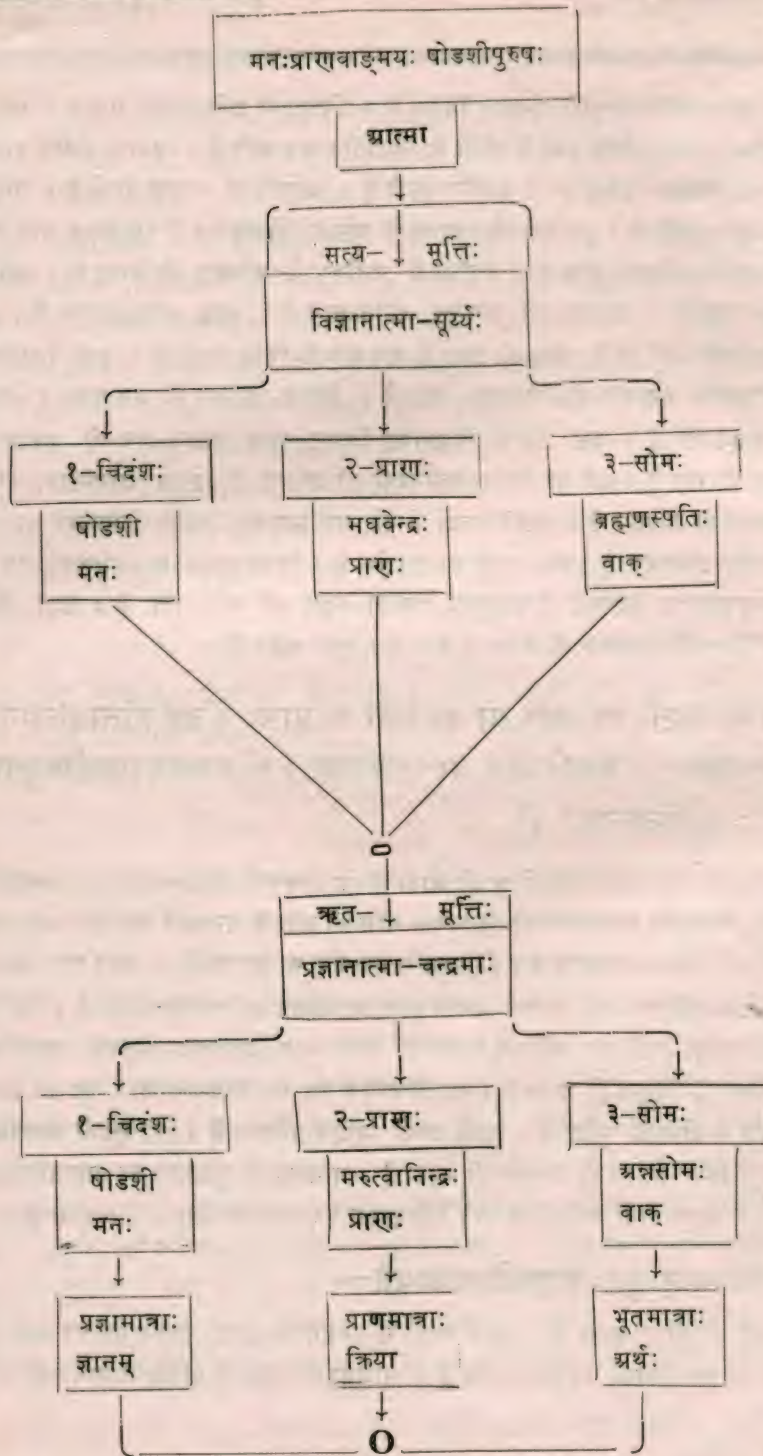 मनःप्राणवाङ्मयः षोडशीपुरुषः
आत्मा
सत्य– मूर्त्तिः
विज्ञानात्मा–सूर्य्यः
१–चिदंशः २–प्राणः ३–सोमः
षोडशी मघवेन्द्रः ब्रह्मणस्पतिः
मनः प्राणः वाक्
ऋत– मूर्त्तिः
प्रज्ञानात्मा–चन्द्रमाः
१–चिदंशः २–प्राणः ३–सोमः
षोडशी मरुत्वानिन्द्रः अन्नसोमः
मनः प्राणः वाक्
प्रज्ञामात्राः प्राणमात्राः भूतमात्राः
ज्ञानम् क्रिया अर्थः